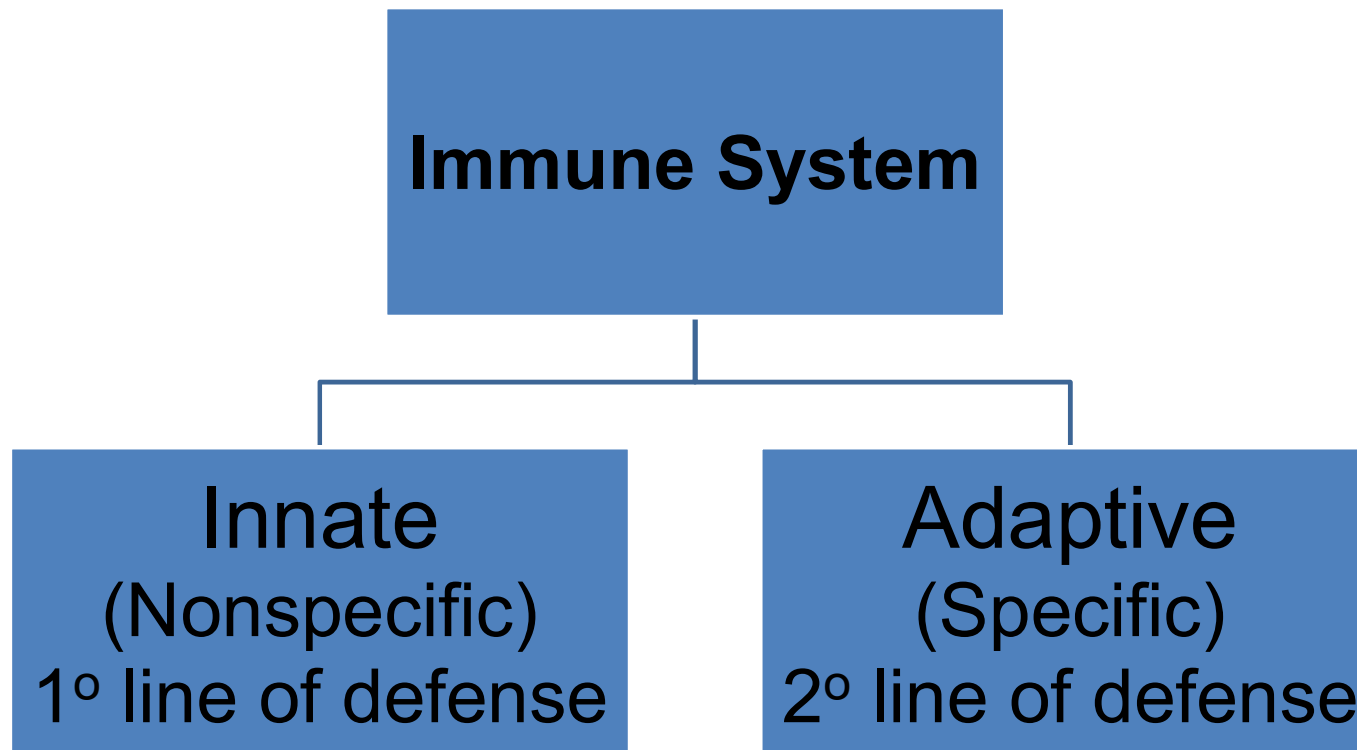 Immune System
Innate
(Nonspecific)
1º line of defense
Adaptive
(Specific)
2º line of defense